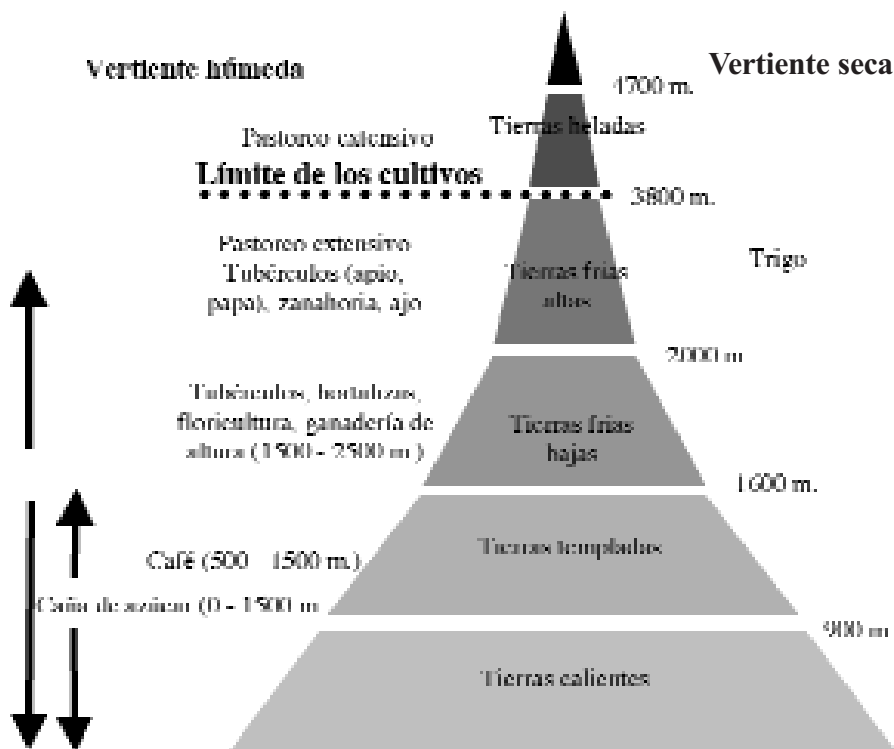 Vertiente húmeda
Vertiente seca
4700 m.
Tierras heladas
Pastoreo extensivo
Límite de los cultivos
3800 m.
Pastoreo extensivo
Tubérculos (apio,
papa), zanahoria, ajo
Tierras frías
altas
Trigo
2000 m
Tubérculos, hortalizas,
floricultura, ganadería de
altura (1500 - 2500 m.)
Tierras frías
bajas
1600 m.
Café (500 - 1500 m.)
Tierras templadas
Caña de azúcar (0 - 1500 m
900 m
Tierras calientes